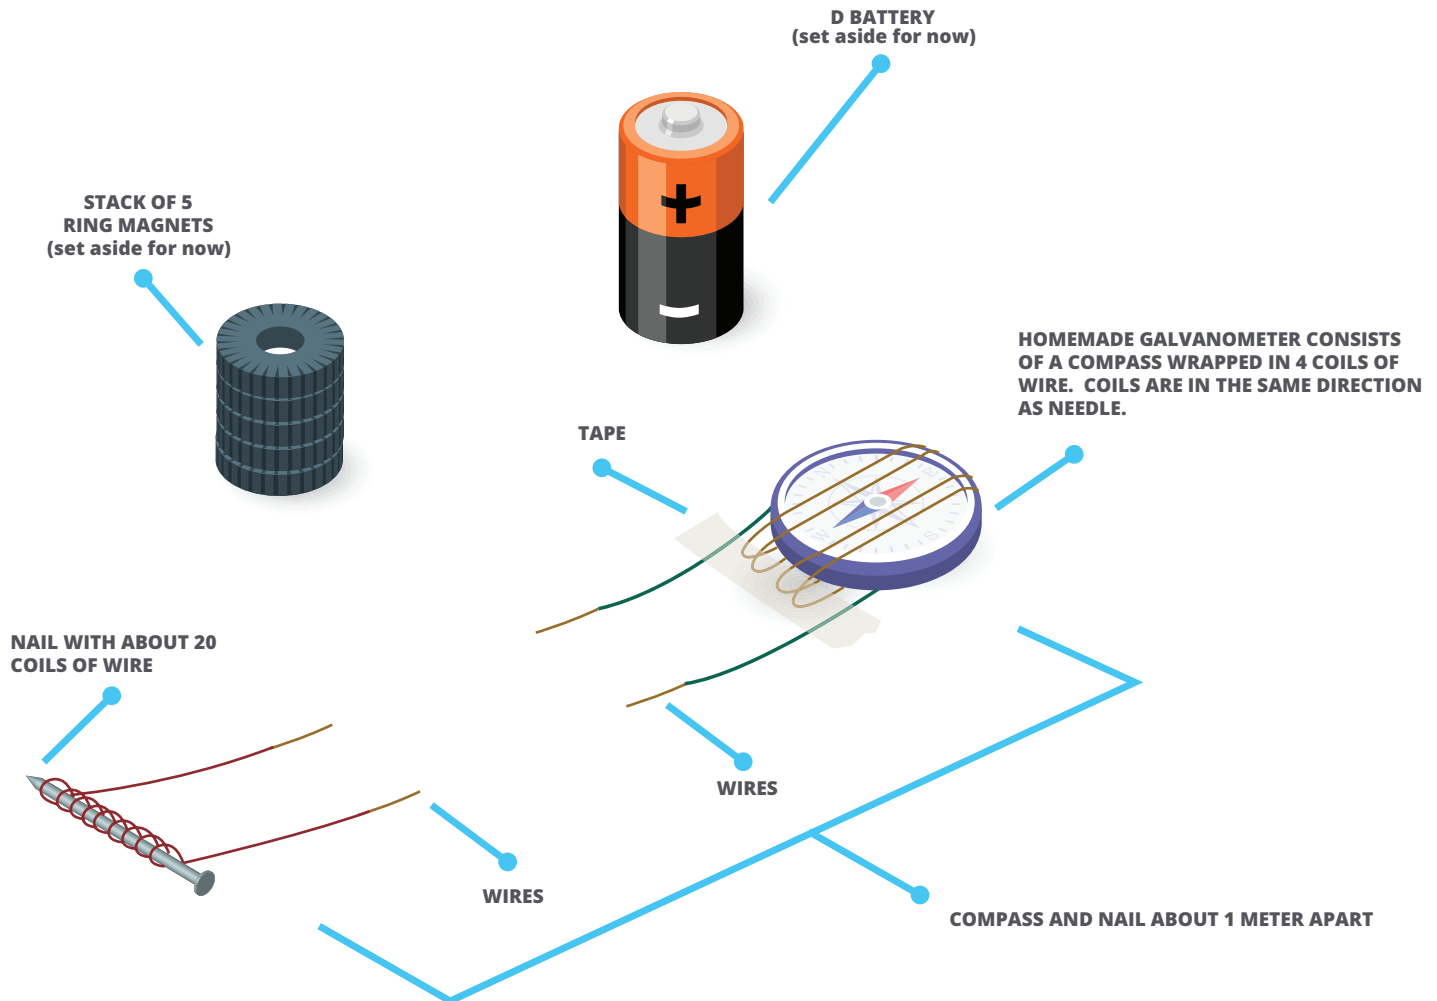 D BATTERY
(set aside for now)
STACK OF 5
RING MAGNETS
(set aside for now)
HOMEMADE GALVANOMETER CONSISTS
OF A COMPASS WRAPPED IN 4 COILS OF
WIRE. COILS ARE IN THE SAME DIRECTION
AS NEEDLE.
TAPE
N
E
W
S
NAIL WITH ABOUT 20
COILS OF WIRE
WIRES
WIRES
COMPASS AND NAIL ABOUT 1 METER APART